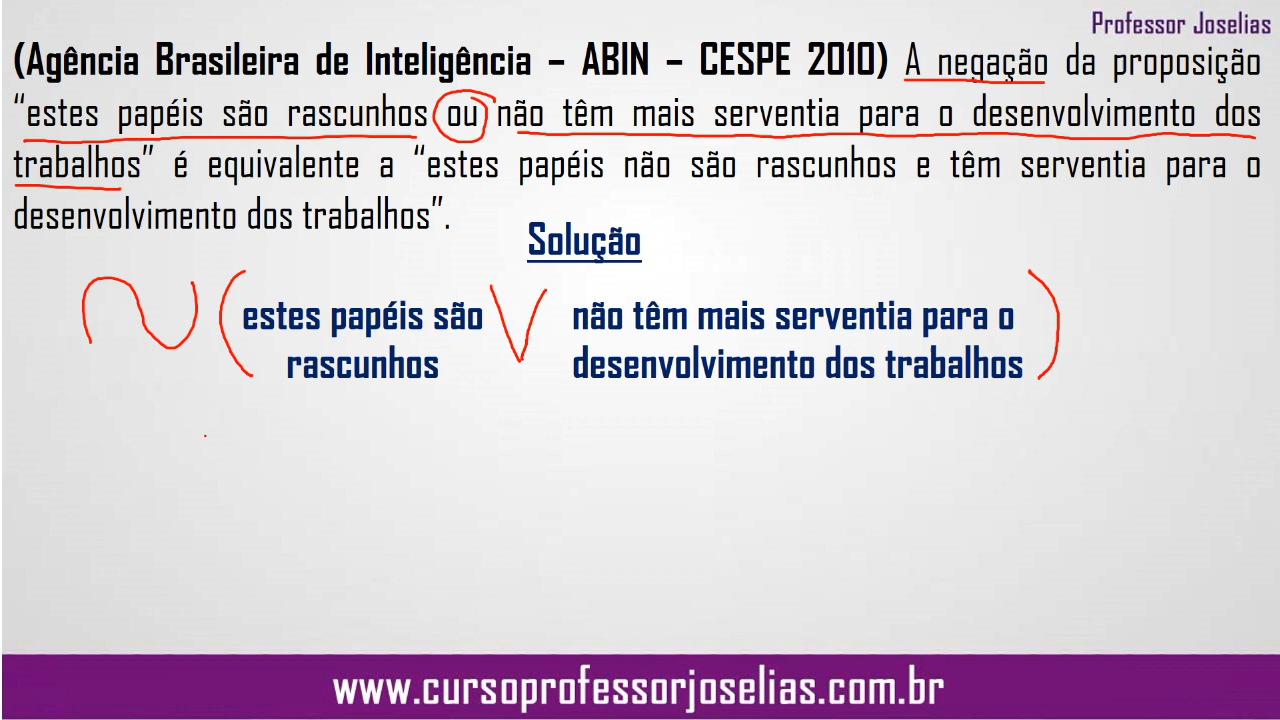 Professor Joselias
(Agência Brasileira de Inteligência – ABIN – CESPE 2010) A negação da proposição
“estes papéis são rascunhos ou não têm mais serventia para o desenvolvimento dos
trabalhos” é equivalente a “estes papéis não são rascunhos e têm serventia para o
desenvolvimento dos trabalhos”.
Solução
~ ( estes papéis são V não têm mais serventia para o )
rascunhos desenvolvimento dos trabalhos
www.cursoprofessorjoselias.com.br